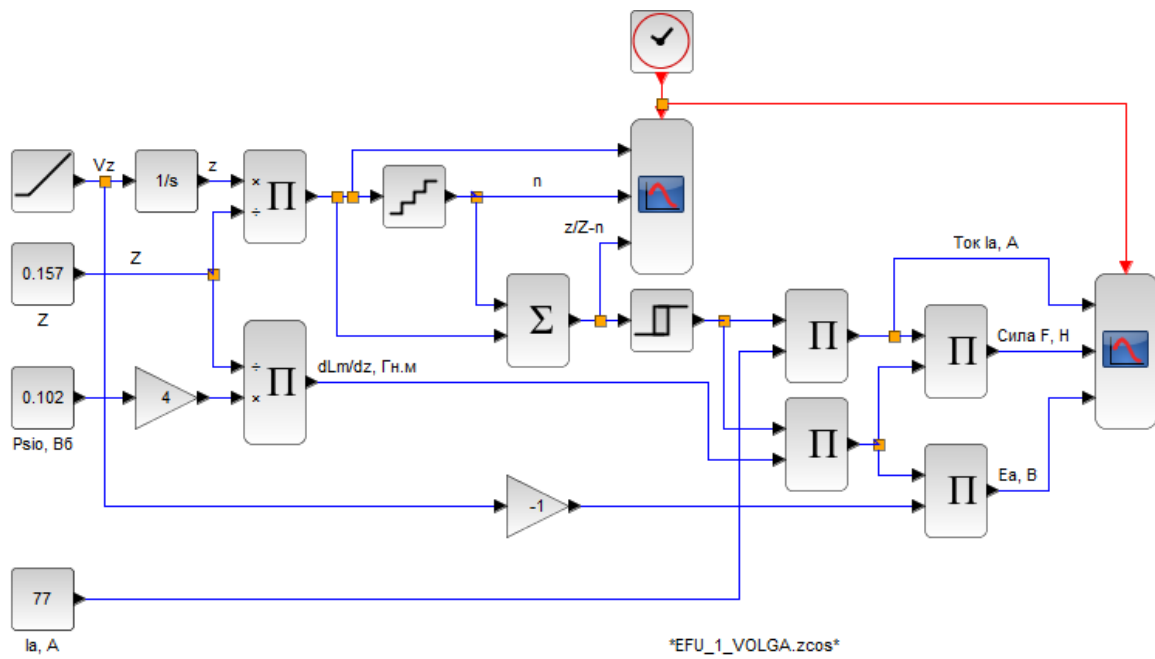 Vz
1/s
z
×
÷
Π
n
z/Z-n
0.157
Z
Z
Σ
Ток Ia, А
Π
÷
×
Π
dLm/dz, Гн.м
Π
Сила F, Н
0.102
Psio, Вб
4
Π
-1
Π
Ea, В
77
Ia, A
*EFU_1_VOLGA.zcos*